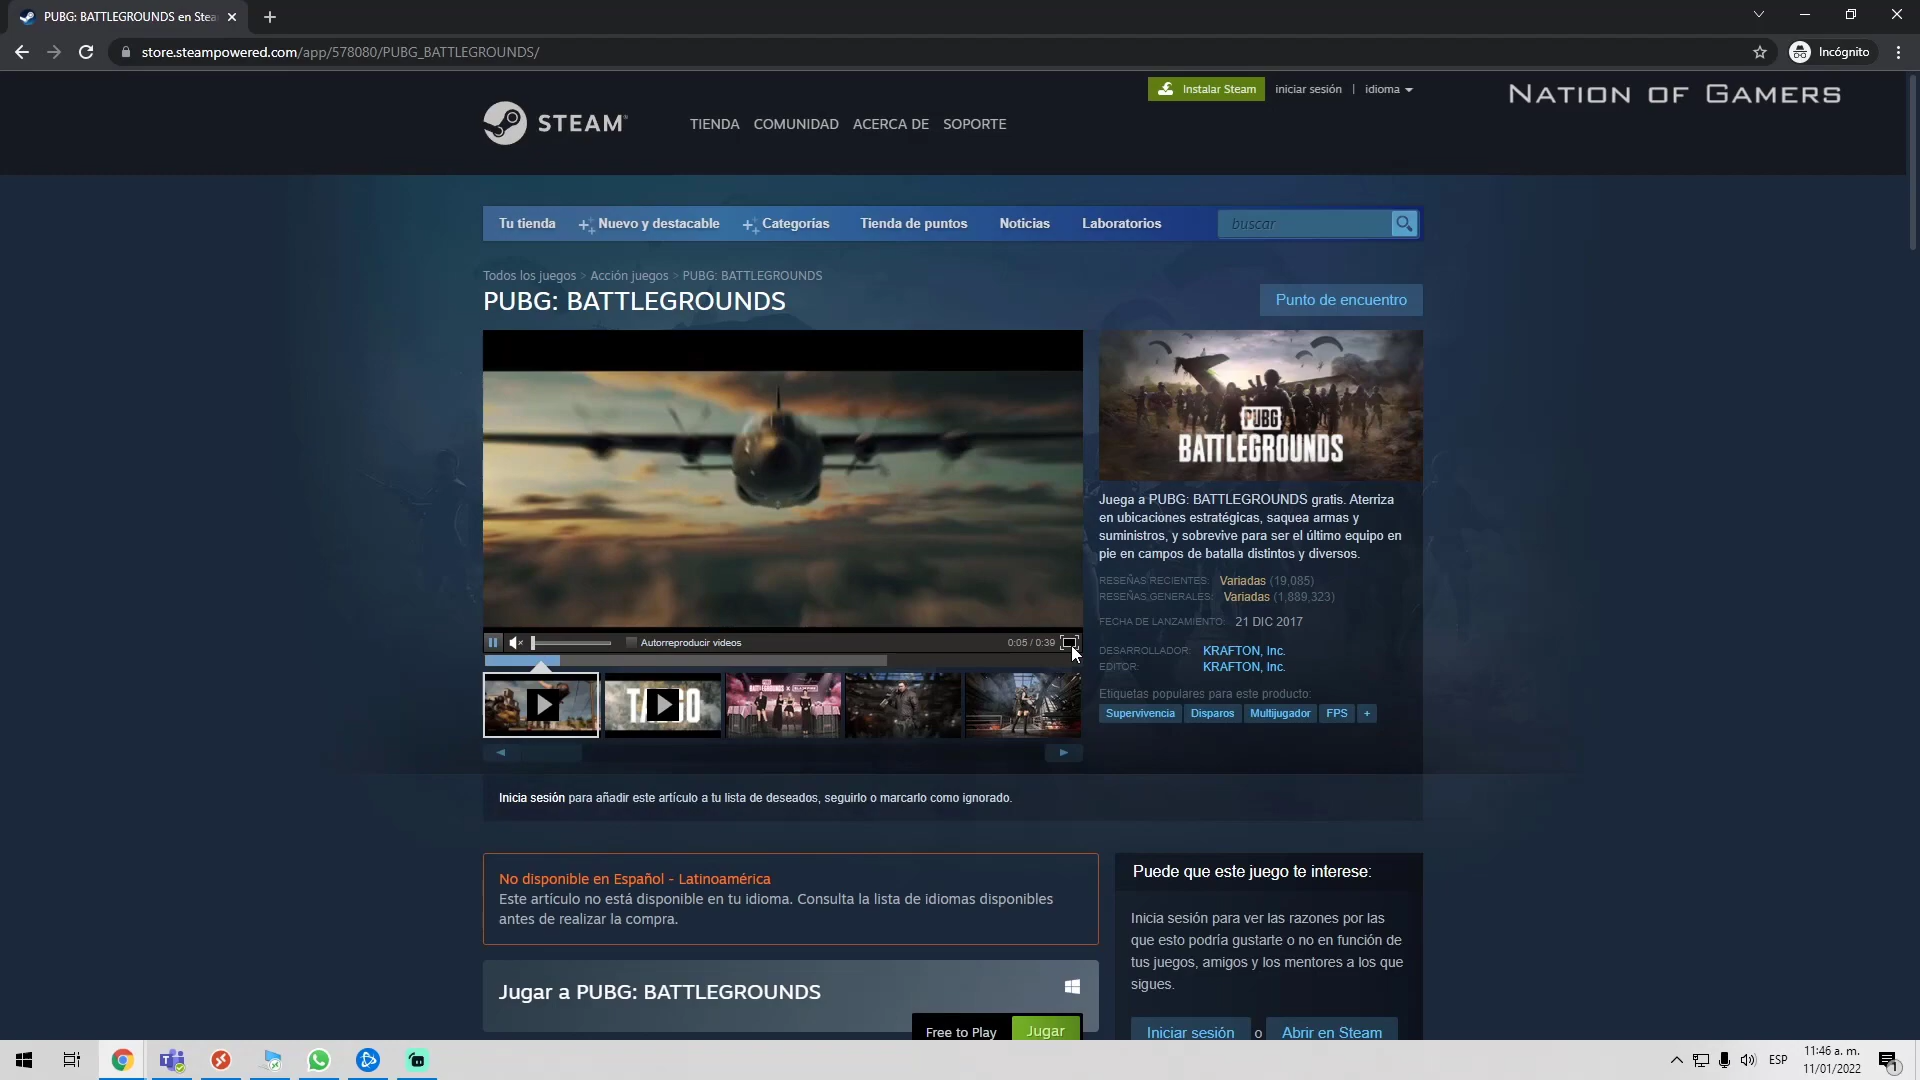 PUBG: BATTLEGROUNDS en Stea
store.steampowered.com/app/578080/PUBG_BATTLEGROUNDS/
Incógnito
Instalar Steam
iniciar sesión | idioma
NATION OF GAMERS
STEAM®
TIENDA COMUNIDAD ACERCA DE SOPORTE
Tu tienda Nuevo y destacable Categorías Tienda de puntos Noticias Laboratorios buscar
Todos los juegos > Acción juegos > PUBG: BATTLEGROUNDS
PUBG: BATTLEGROUNDS
Punto de encuentro
PUBG
BATTLEGROUNDS
Juega a PUBG: BATTLEGROUNDS gratis. Aterriza
en ubicaciones estratégicas, saquea armas y
suministros, y sobrevive para ser el último equipo en
pie en campos de batalla distintos y diversos.
RESEÑAS RECIENTES: Variadas (19,085)
RESEÑAS GENERALES: Variadas (1,889,323)
FECHA DE LANZAMIENTO: 21 DIC 2017
DESARROLLADOR: KRAFTON, Inc.
EDITOR: KRAFTON, Inc.
Etiquetas populares para este producto:
Supervivencia Disparos Multijugador FPS +
Autorreproducir videos 0:05 / 0:39
Inicia sesión para añadir este artículo a tu lista de deseados, seguirlo o marcarlo como ignorado.
No disponible en Español - Latinoamérica
Este artículo no está disponible en tu idioma. Consulta la lista de idiomas disponibles
antes de realizar la compra.
Jugar a PUBG: BATTLEGROUNDS
Free to Play Jugar
Puede que este juego te interese:
Inicia sesión para ver las razones por las
que esto podría gustarte o no en función de
tus juegos, amigos y los mentores a los que
sigues.
Iniciar sesión o Abrir en Steam
ESP
11:46 a. m.
11/01/2022
1